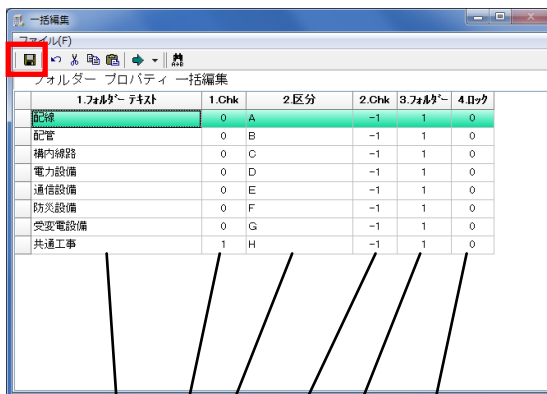 一括編集
ファイル(F)
フォルダー プロパティ 一括編集
1.ﾌｫﾙﾀﾞｰ ﾃｷｽﾄ 1.Chk 2.区分 2.Chk 3.ﾌｫﾙﾀﾞｰ 4.ﾛｯｸ
配線 0 A -1 1 0
配管 0 B -1 1 0
構内線路 0 C -1 1 0
電力設備 0 D -1 1 0
通信設備 0 E -1 1 0
防災設備 0 F -1 1 0
受変電設備 0 G -1 1 0
共通工事 1 H -1 1 0